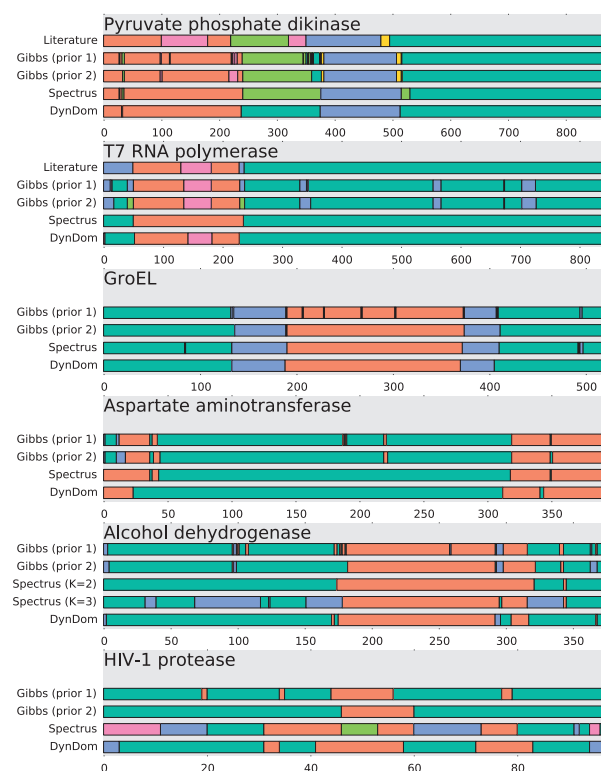 Pyruvate phosphate dikinase
Literature
Gibbs (prior 1)
Gibbs (prior 2)
Spectrus
DynDom
0 100 200 300 400 500 600 700 800
T7 RNA polymerase
Literature
Gibbs (prior 1)
Gibbs (prior 2)
Spectrus
DynDom
0 200 400 600 800
GroEL
Gibbs (prior 1)
Gibbs (prior 2)
Spectrus
DynDom
0 100 200 300 400 500
Aspartate aminotransferase
Gibbs (prior 1)
Gibbs (prior 2)
Spectrus
DynDom
0 50 100 150 200 250 300 350
Alcohol dehydrogenase
Gibbs (prior 1)
Gibbs (prior 2)
Spectrus (K=2)
Spectrus (K=3)
DynDom
0 50 100 150 200 250 300 350
HIV-1 protease
Gibbs (prior 1)
Gibbs (prior 2)
Spectrus
DynDom
0 20 40 60 80